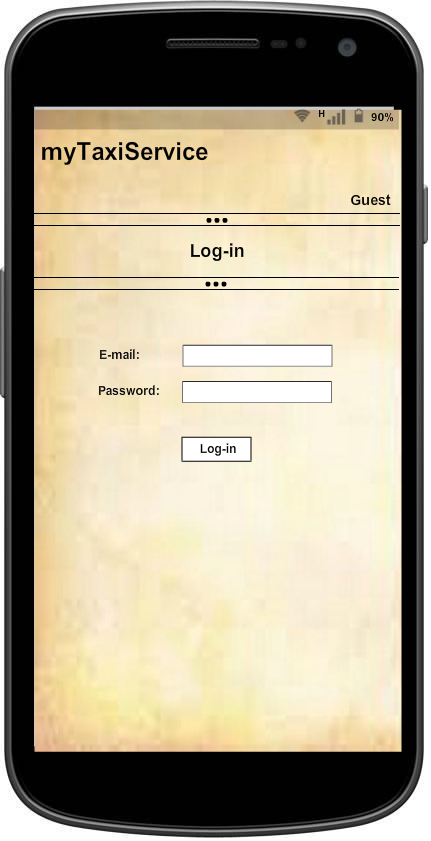 H 90%
myTaxiService
Guest
Log-in
E-mail:
Password:
Log-in